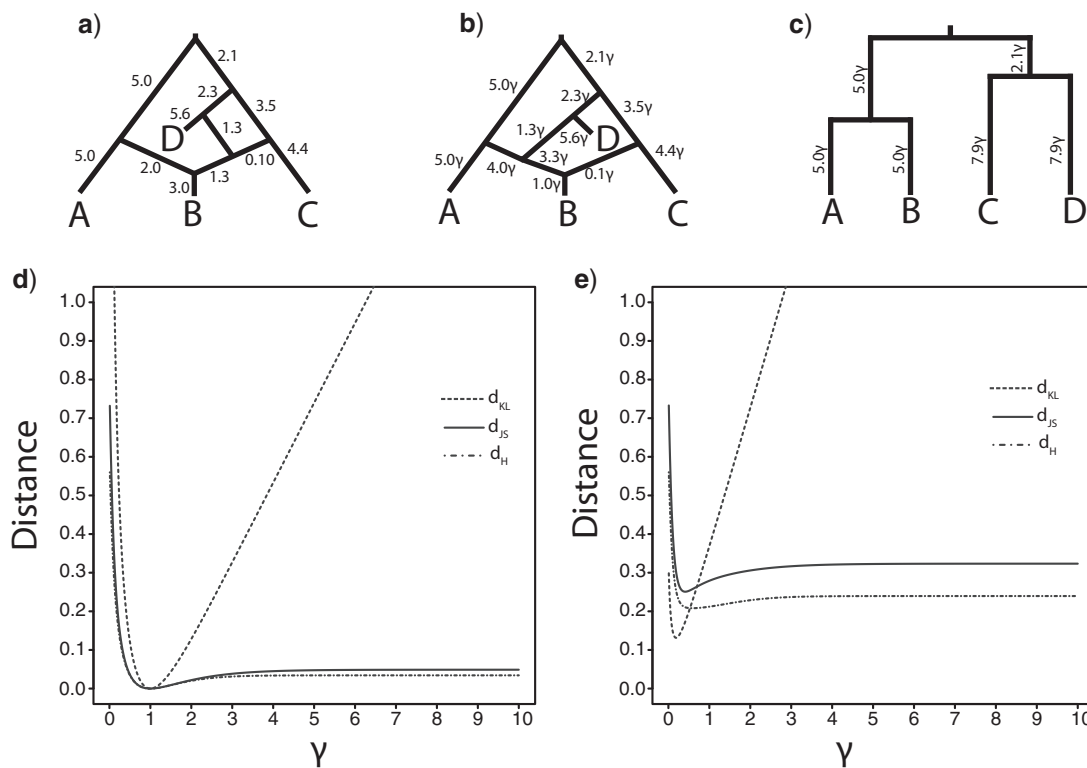 a)
2.1
5.0
2.3
5.6
3.5
D
1.3
5.0
0.10
4.4
2.0
1.3
3.0
A
B
C
b)
2.1γ
5.0γ
2.3γ
3.5γ
1.3γ
D
5.6γ
5.0γ
3.3γ
4.4γ
4.0γ
1.0γ
0.1γ
A
B
C
c)
2.1γ
5.0γ
5.0γ
5.0γ
7.9γ
7.9γ
A
B
C
D
d)
1.0
0.9
0.8
0.7
0.6
0.5
0.4
0.3
0.2
0.1
0.0
Distance
d_KL
d_JS
d_H
0 1 2 3 4 5 6 7 8 9 10
γ
e)
1.0
0.9
0.8
0.7
0.6
0.5
0.4
0.3
0.2
0.1
0.0
Distance
d_KL
d_JS
d_H
0 1 2 3 4 5 6 7 8 9 10
γ